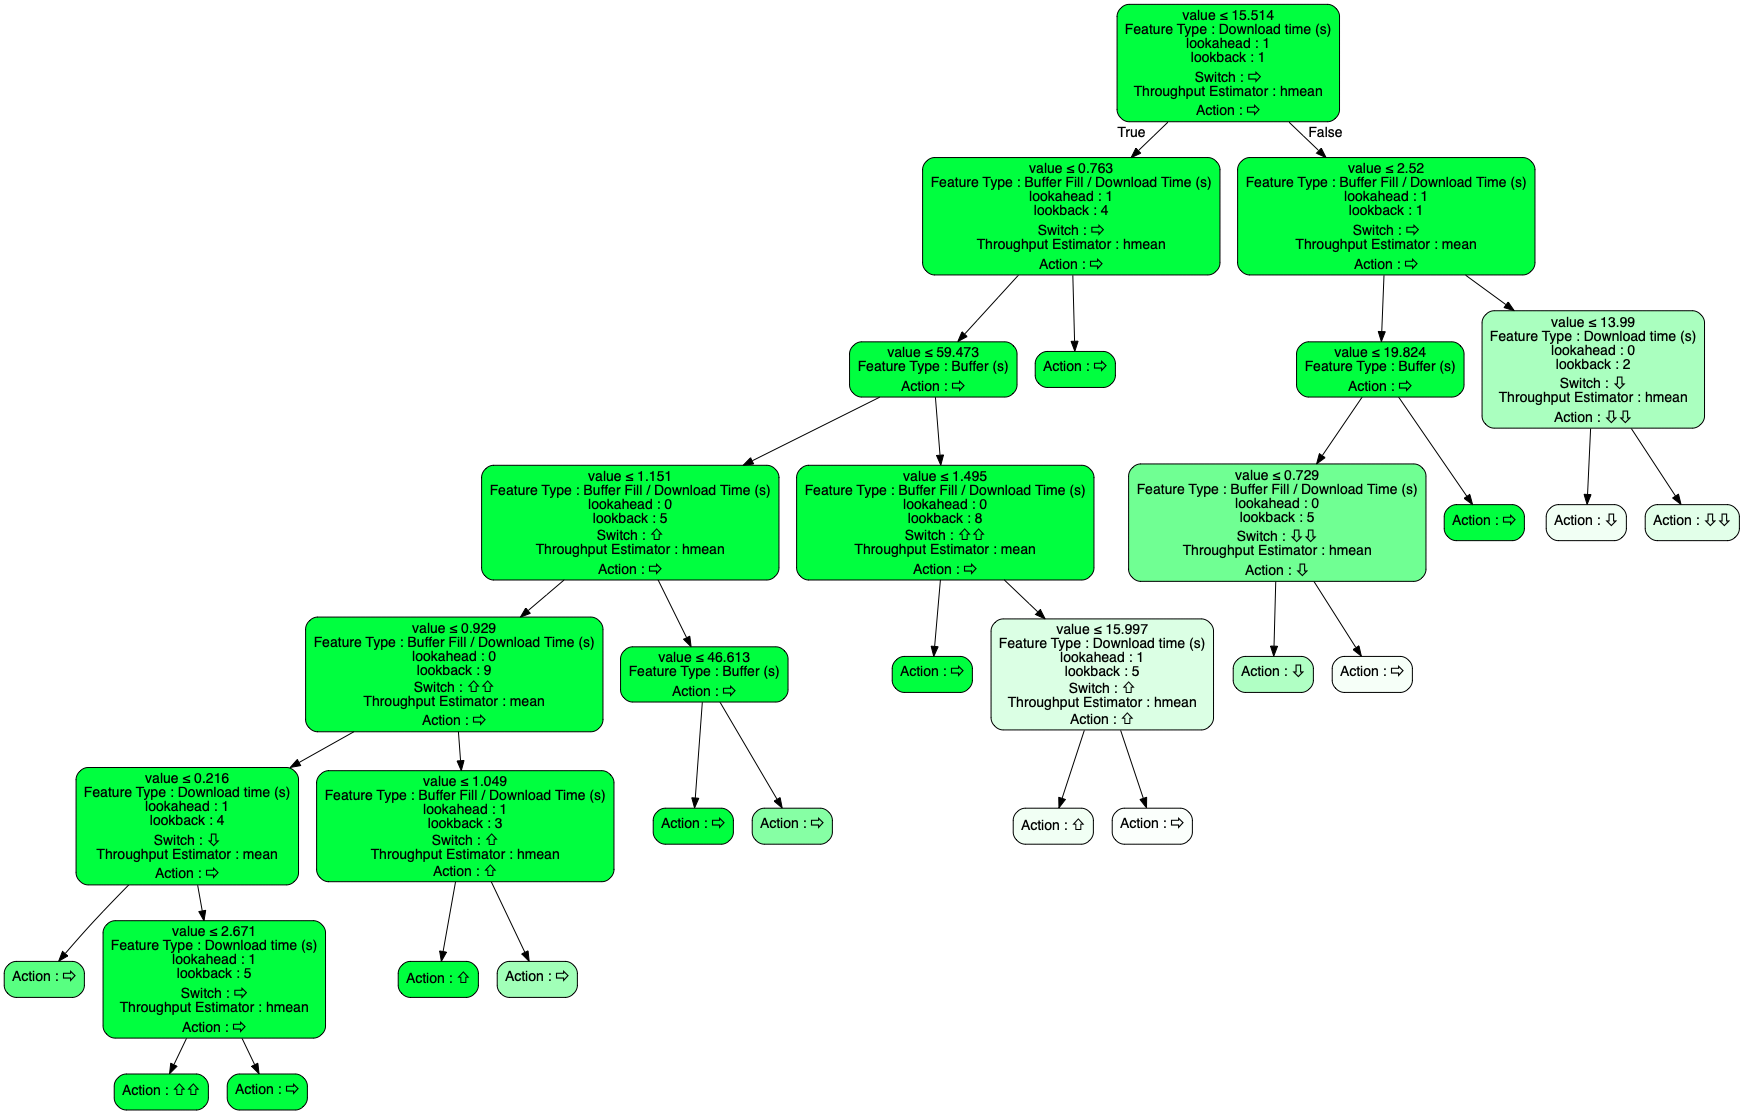 value ≤ 15.514
Feature Type : Download time (s)
lookahead : 1
lookback : 1
Switch : ⇨
Throughput Estimator : hmean
Action : ⇨
True
False
value ≤ 0.763
Feature Type : Buffer Fill / Download Time (s)
lookahead : 1
lookback : 4
Switch : ⇨
Throughput Estimator : hmean
Action : ⇨
value ≤ 2.52
Feature Type : Buffer Fill / Download Time (s)
lookahead : 1
lookback : 1
Switch : ⇨
Throughput Estimator : mean
Action : ⇨
value ≤ 59.473
Feature Type : Buffer (s)
Action : ⇨
Action : ⇨
value ≤ 19.824
Feature Type : Buffer (s)
Action : ⇨
value ≤ 13.99
Feature Type : Download time (s)
lookahead : 0
lookback : 2
Switch : ⇩
Throughput Estimator : hmean
Action : ⇩⇩
value ≤ 1.151
Feature Type : Buffer Fill / Download Time (s)
lookahead : 0
lookback : 5
Switch : ⇧
Throughput Estimator : hmean
Action : ⇨
value ≤ 1.495
Feature Type : Buffer Fill / Download Time (s)
lookahead : 0
lookback : 8
Switch : ⇧⇧
Throughput Estimator : mean
Action : ⇨
value ≤ 0.729
Feature Type : Buffer Fill / Download Time (s)
lookahead : 0
lookback : 5
Switch : ⇩⇩
Throughput Estimator : hmean
Action : ⇩
Action : ⇨
Action : ⇩
Action : ⇩⇩
value ≤ 0.929
Feature Type : Buffer Fill / Download Time (s)
lookahead : 0
lookback : 9
Switch : ⇧⇧
Throughput Estimator : mean
Action : ⇨
value ≤ 46.613
Feature Type : Buffer (s)
Action : ⇨
Action : ⇨
value ≤ 15.997
Feature Type : Download time (s)
lookahead : 1
lookback : 5
Switch : ⇧
Throughput Estimator : hmean
Action : ⇧
Action : ⇩
Action : ⇨
value ≤ 0.216
Feature Type : Download time (s)
lookahead : 1
lookback : 4
Switch : ⇩
Throughput Estimator : mean
Action : ⇨
value ≤ 1.049
Feature Type : Buffer Fill / Download Time (s)
lookahead : 1
lookback : 3
Switch : ⇧
Throughput Estimator : hmean
Action : ⇧
Action : ⇨
Action : ⇨
Action : ⇧
Action : ⇨
Action : ⇨
value ≤ 2.671
Feature Type : Download time (s)
lookahead : 1
lookback : 5
Switch : ⇨
Throughput Estimator : hmean
Action : ⇨
Action : ⇧
Action : ⇨
Action : ⇧⇧
Action : ⇨